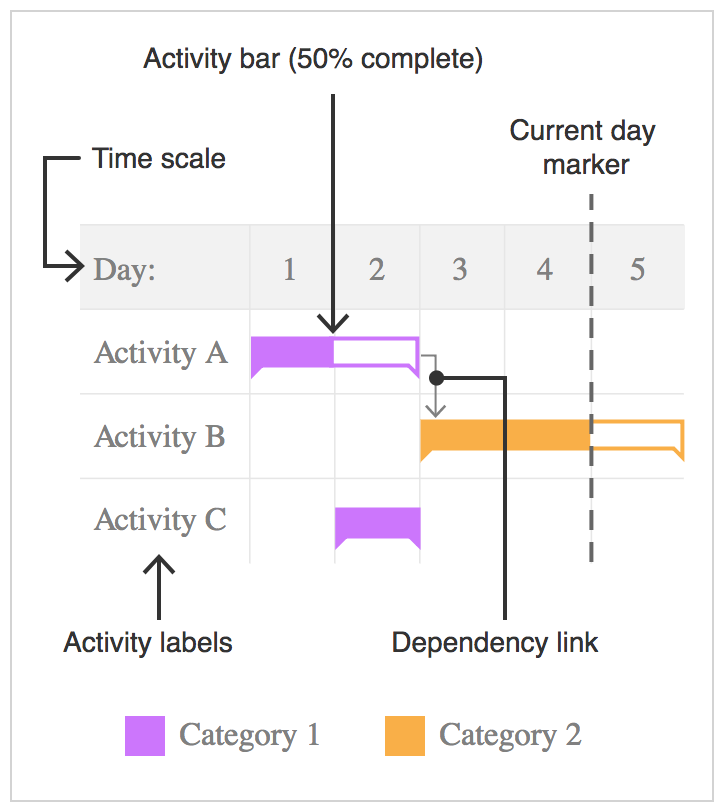 Activity bar (50% complete)
Current day
marker
Time scale
Day: 1 2 3 4 5
Activity A
Activity B
Activity C
Activity labels
Dependency link
Category 1
Category 2